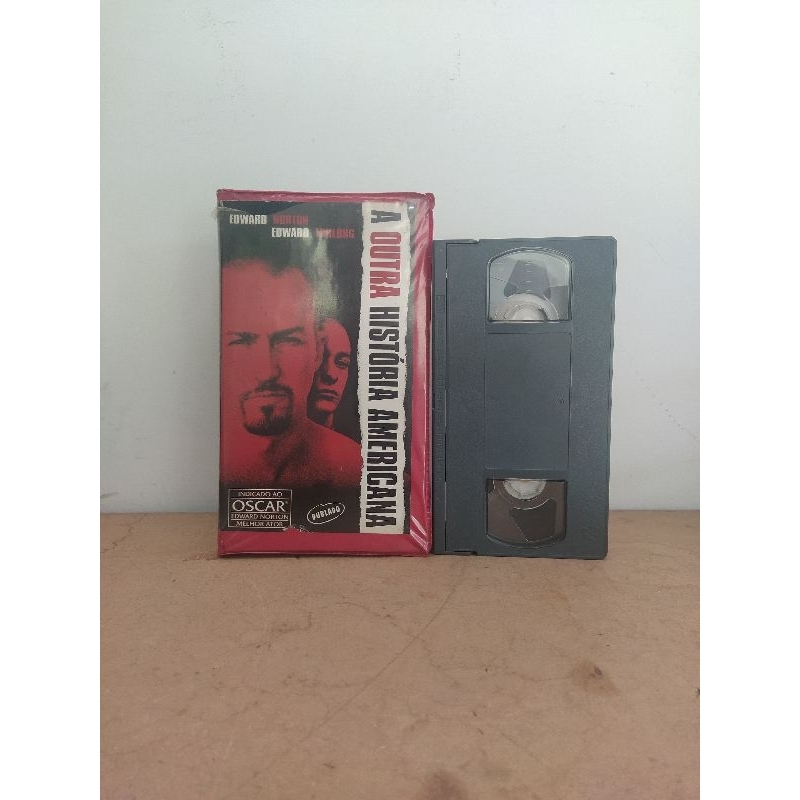 EDWARD NORTON
EDWARD FURLONG
A OUTRA HISTÓRIA AMERICANA
INDICADO AO
OSCAR
EDWARD NORTON
MELHOR ATOR
DUBLADO